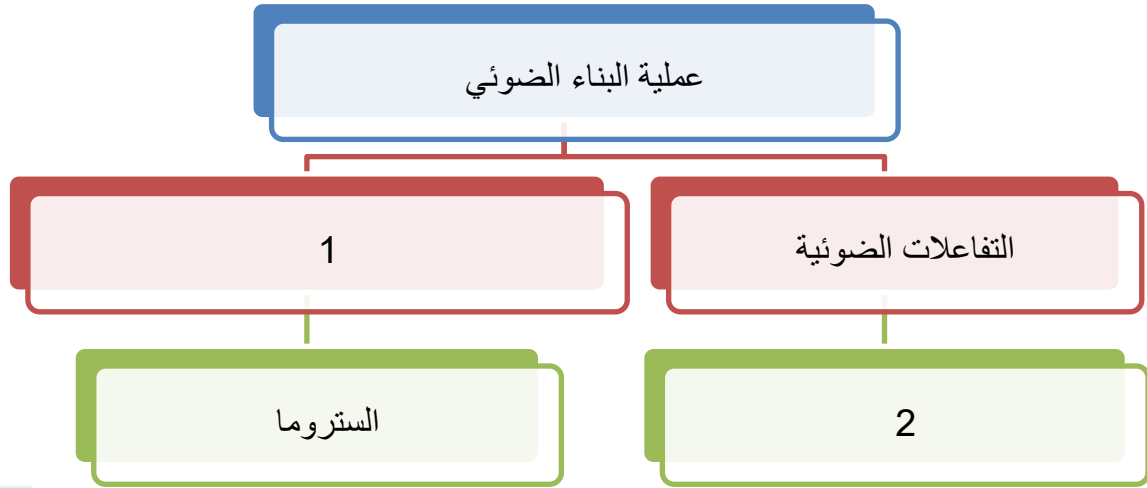 عملية البناء الضوئي
التفاعلات الضوئية
1
2
الستروما